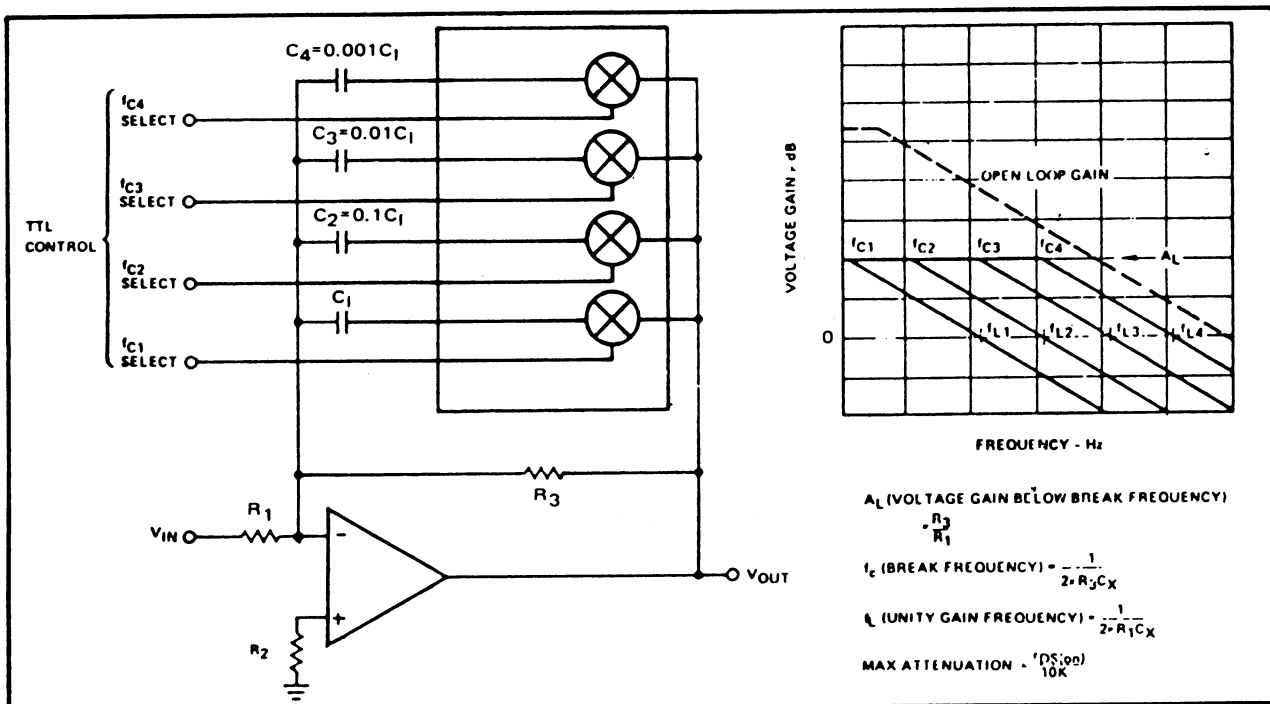 C4=0.001C1
fC4
SELECT
C3=0.01C1
fC3
SELECT
TTL
CONTROL
C2=0.1C1
fC2
SELECT
C1
fC1
SELECT
R3
R1
VIN
-
+
VOUT
R2
VOLTAGE GAIN, dB
OPEN LOOP GAIN
fC1 fC2 fC3 fC4
AL
0
fL1 fL2 fL3 fL4
FREQUENCY - Hz
AL (VOLTAGE GAIN BELOW BREAK FREQUENCY)
= R3/R1
fc (BREAK FREQUENCY) = 1/2πR3CX
fL (UNITY GAIN FREQUENCY) = 1/2πR1CX
MAX ATTENUATION = rDS(on)/10K